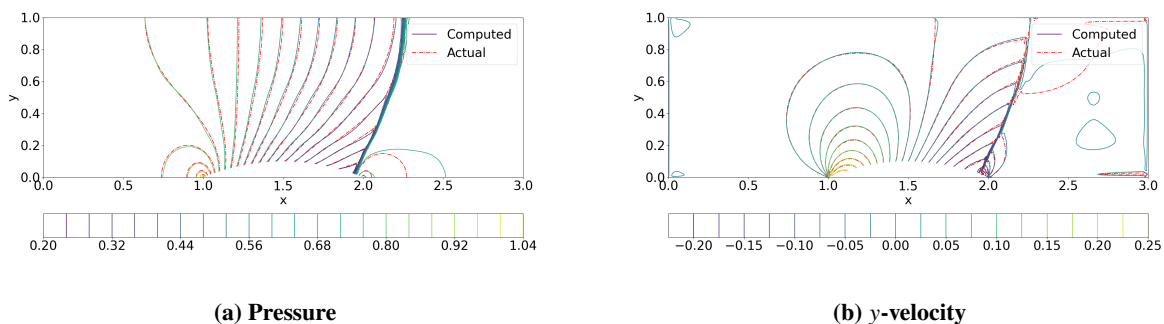 1.0
0.8
0.6
0.4
0.2
0.0
y
0.0 0.5 1.0 1.5 2.0 2.5 3.0
x
Computed
Actual
0.20 0.32 0.44 0.56 0.68 0.80 0.92 1.04
(a) Pressure
1.0
0.8
0.6
0.4
0.2
0.0
y
0.0 0.5 1.0 1.5 2.0 2.5 3.0
x
Computed
Actual
−0.20 −0.15 −0.10 −0.05 0.00 0.05 0.10 0.15 0.20 0.25
(b) y-velocity